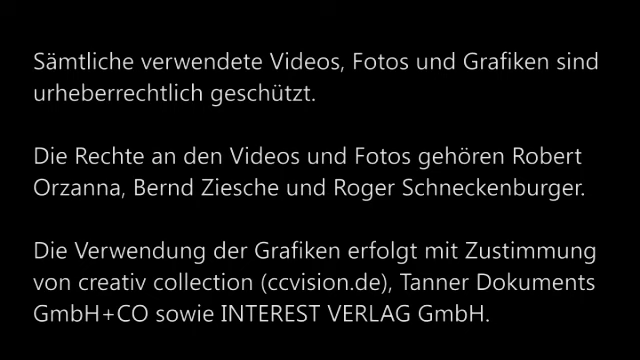 Sämtliche verwendete Videos, Fotos und Grafiken sind
urheberrechtlich geschützt.
Die Rechte an den Videos und Fotos gehören Robert
Orzanna, Bernd Ziesche und Roger Schneckenburger.
Die Verwendung der Grafiken erfolgt mit Zustimmung
von creativ collection (ccvision.de), Tanner Dokuments
GmbH+CO sowie INTEREST VERLAG GmbH.